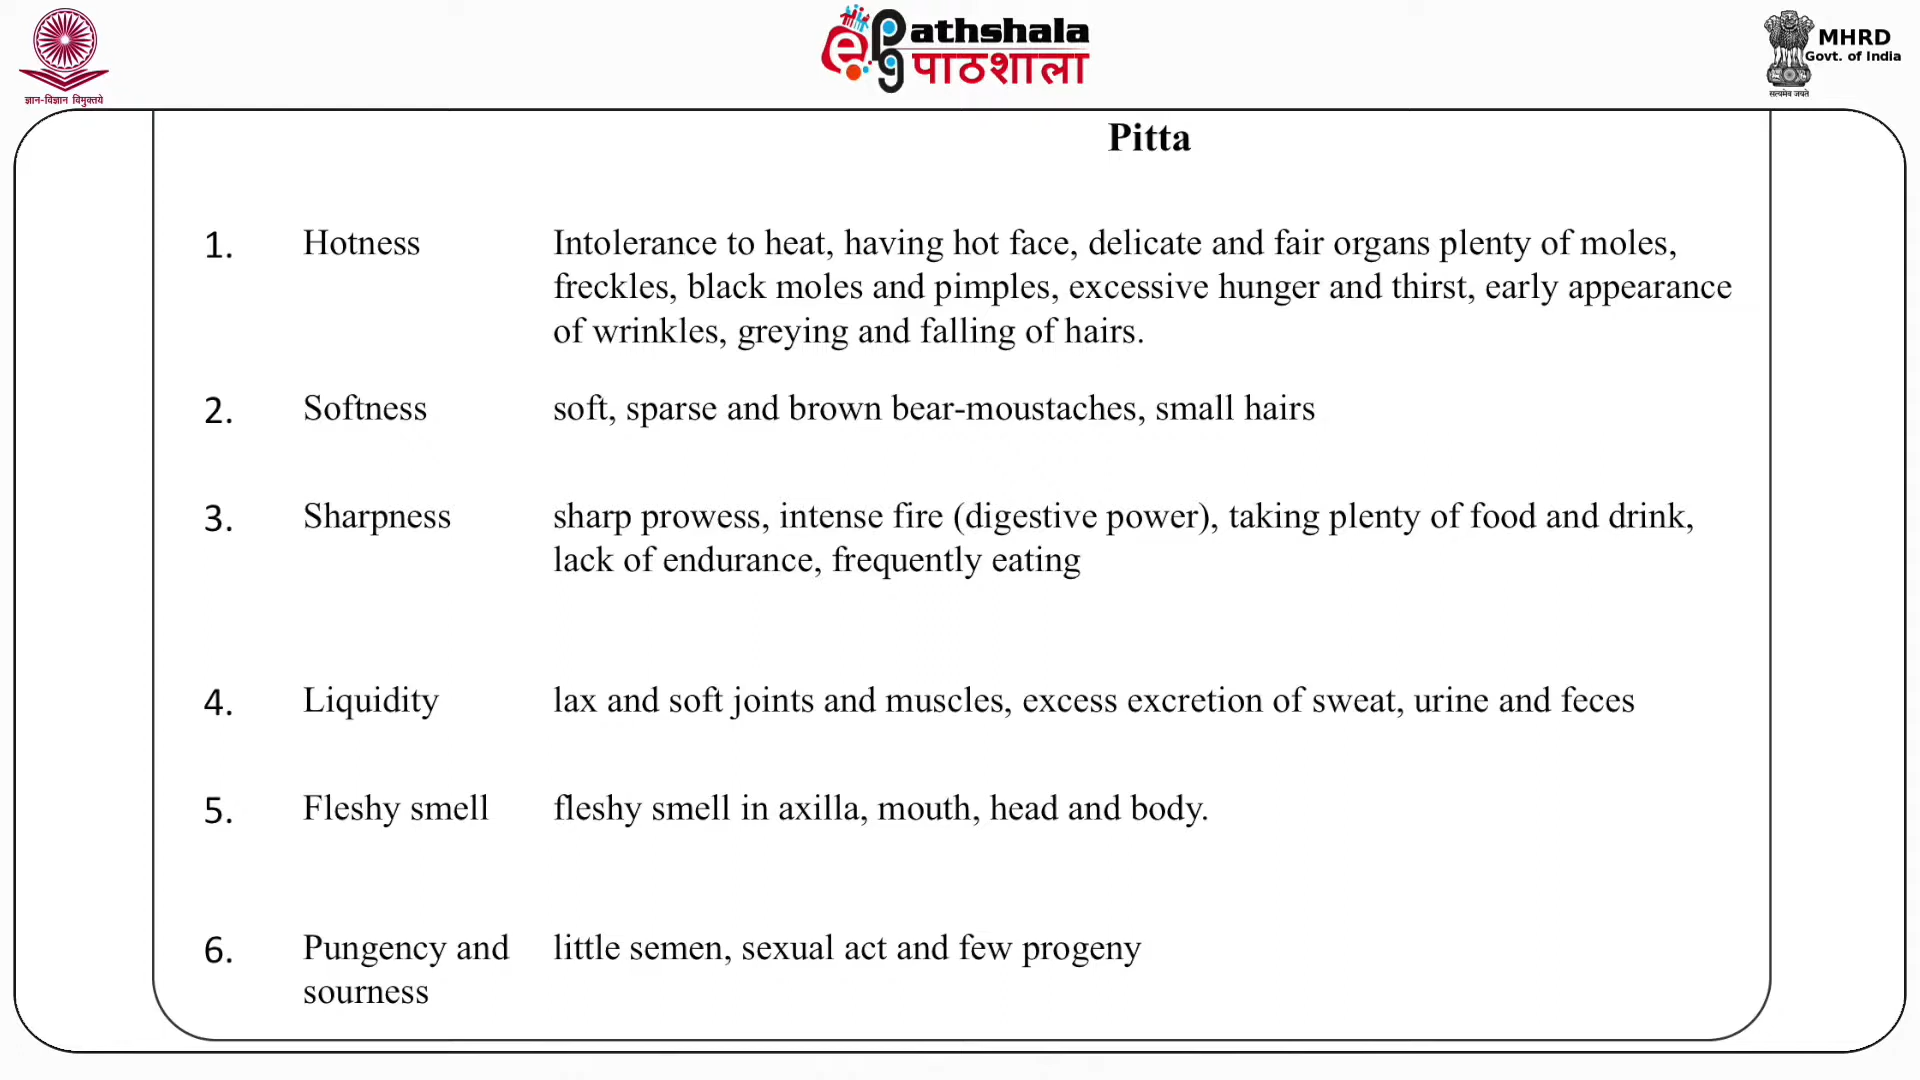 ज्ञान-विज्ञान विमुक्तये
ePathshala
पाठशाला
MHRD
Govt. of India
सत्यमेव जयते
Pitta
1. Hotness Intolerance to heat, having hot face, delicate and fair organs plenty of moles,
freckles, black moles and pimples, excessive hunger and thirst, early appearance
of wrinkles, greying and falling of hairs.
2. Softness soft, sparse and brown bear-moustaches, small hairs
3. Sharpness sharp prowess, intense fire (digestive power), taking plenty of food and drink,
lack of endurance, frequently eating
4. Liquidity lax and soft joints and muscles, excess excretion of sweat, urine and feces
5. Fleshy smell fleshy smell in axilla, mouth, head and body.
6. Pungency and little semen, sexual act and few progeny
sourness